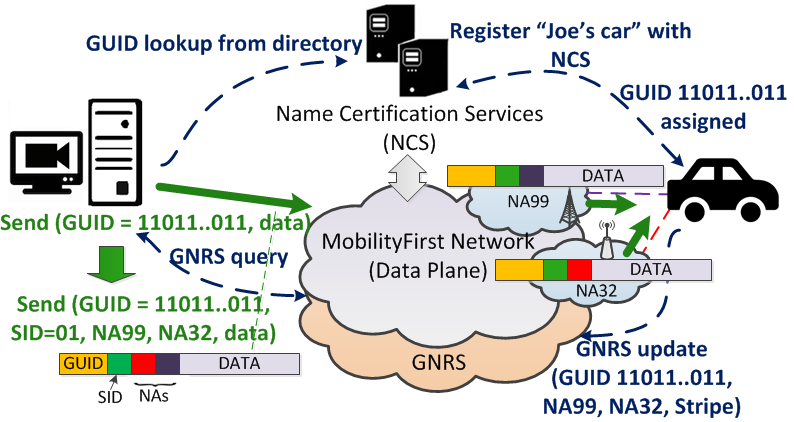 GUID lookup from directory
Register “Joe’s car” with
NCS
Name Certification Services
(NCS)
GUID 11011..011
assigned
DATA
NA99
Send (GUID = 11011..011, data)
GNRS query
MobilityFirst Network
(Data Plane)
DATA
NA32
Send (GUID = 11011..011,
SID=01, NA99, NA32, data)
GUID
DATA
SID
NAs
GNRS
GNRS update
(GUID 11011..011,
NA99, NA32, Stripe)